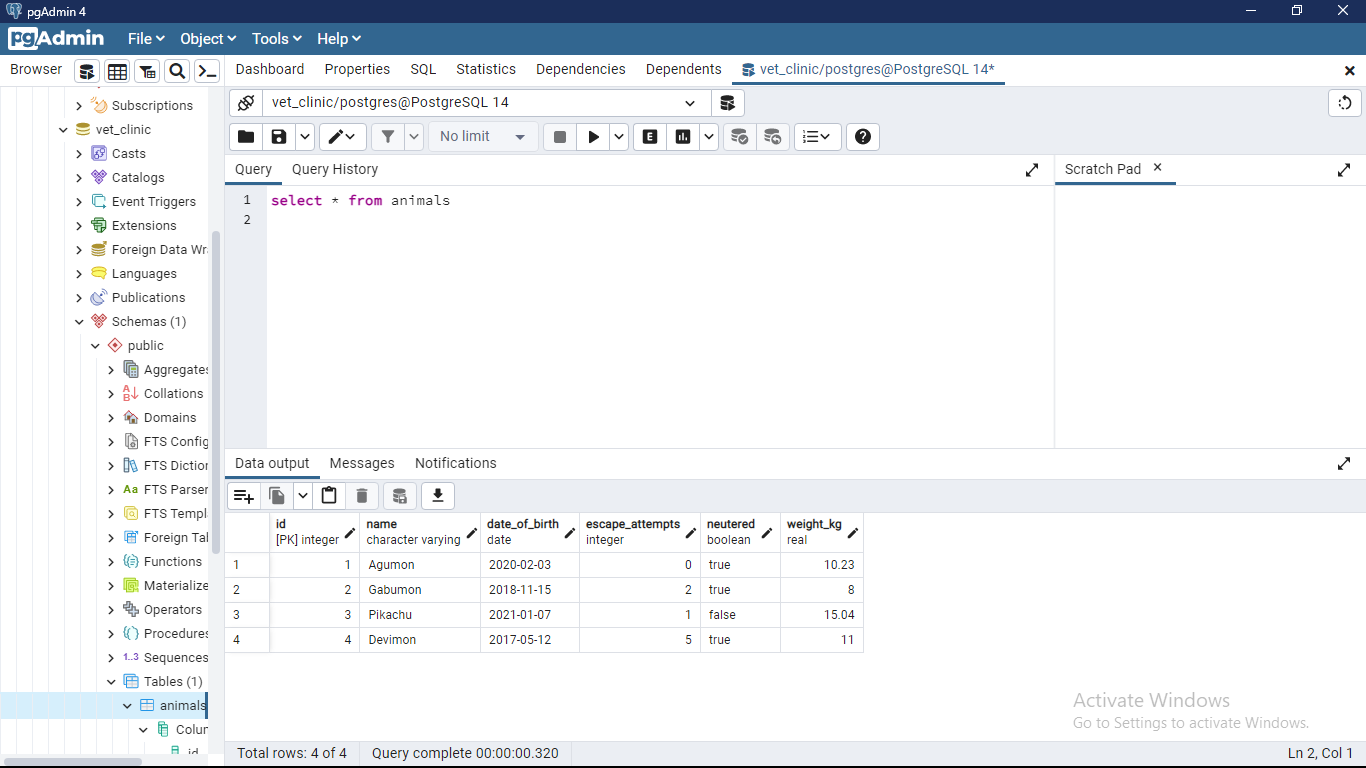 pgAdmin 4
pgAdmin File Object Tools Help
Browser Dashboard Properties SQL Statistics Dependencies Dependents vet_clinic/postgres@PostgreSQL 14*
Subscriptions
vet_clinic
Casts
Catalogs
Event Triggers
Extensions
Foreign Data Wr
Languages
Publications
Schemas (1)
public
Aggregates
Collations
Domains
FTS Config
FTS Diction
FTS Parser
FTS Templ
Foreign Tal
Functions
Materialize
Operators
Procedures
1..3 Sequences
Tables (1)
animals
Colur
id
vet_clinic/postgres@PostgreSQL 14
No limit E
Query Query History Scratch Pad
1 select * from animals
2
Data output Messages Notifications
id name date_of_birth escape_attempts neutered weight_kg
[PK] integer character varying date integer boolean real
1 1 Agumon 2020-02-03 0 true 10.23
2 2 Gabumon 2018-11-15 2 true 8
3 3 Pikachu 2021-01-07 1 false 15.04
4 4 Devimon 2017-05-12 5 true 11
Activate Windows
Go to Settings to activate Windows.
Total rows: 4 of 4 Query complete 00:00:00.320 Ln 2, Col 1